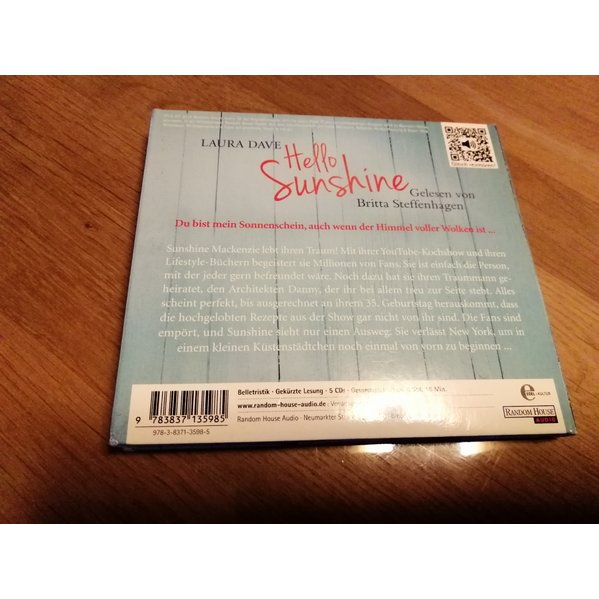 LAURA DAVE
Hello
Sunshine
Gelesen von
Britta Steffenhagen
Du bist mein Sonnenschein, auch wenn der Himmel voller Wolken ist ...
Sunshine Mackenzie lebt ihren Traum! Mit ihrer YouTube-Kochshow und ihren
Lifestyle-Büchern begeistert sie Millionen von Fans. Sie ist einfach die Person,
mit der jeder gern befreundet wäre. Noch dazu hat sie ihren Traummann ge-
heiratet, den Architekten Danny, der ihr bei allem treu zur Seite steht. Alles
scheint perfekt, bis ausgerechnet an ihrem 35. Geburtstag herauskommt, dass
die hochgelobten Rezepte aus der Show gar nicht von ihr sind. Die Fans sind
empört, und Sunshine sieht nur einen Ausweg: Sie verlässt New York, um in
einem kleinen Küstenstädtchen noch einmal von vorn zu beginnen ...
Belletristik · Gekürzte Lesung · 5 CDs ·
www.random-house-audio.de ·
Random House Audio · Neumarkter
9 783837 135985
978-3-8371-3598-5
EDEL:KULTUR
RANDOM HOUSE
AUDIO